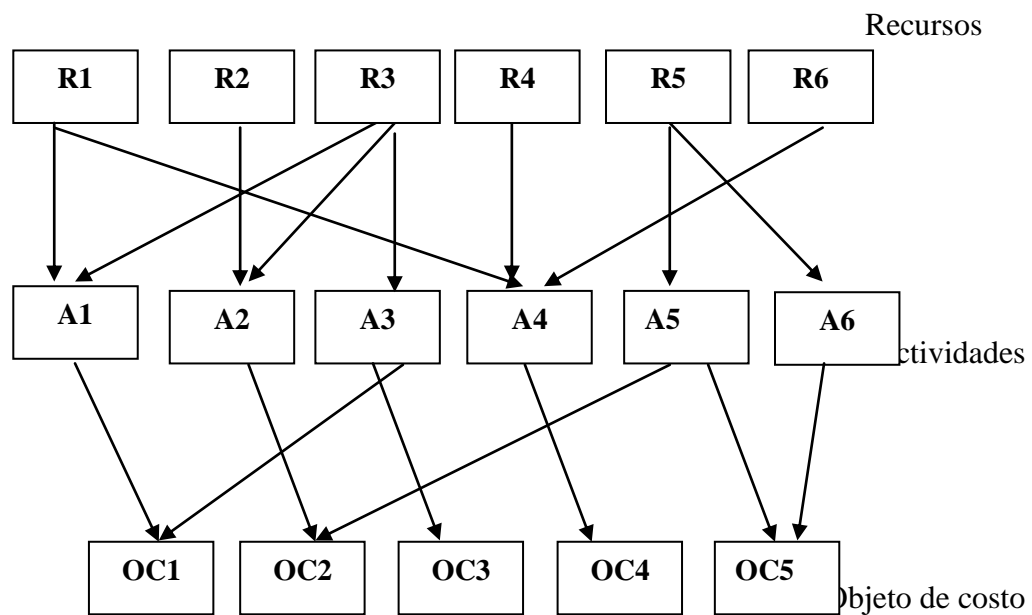 Recursos
R1 R2 R3 R4 R5 R6
A1 A2 A3 A4 A5 A6
ctividades
OC1 OC2 OC3 OC4 OC5
Objeto de costo